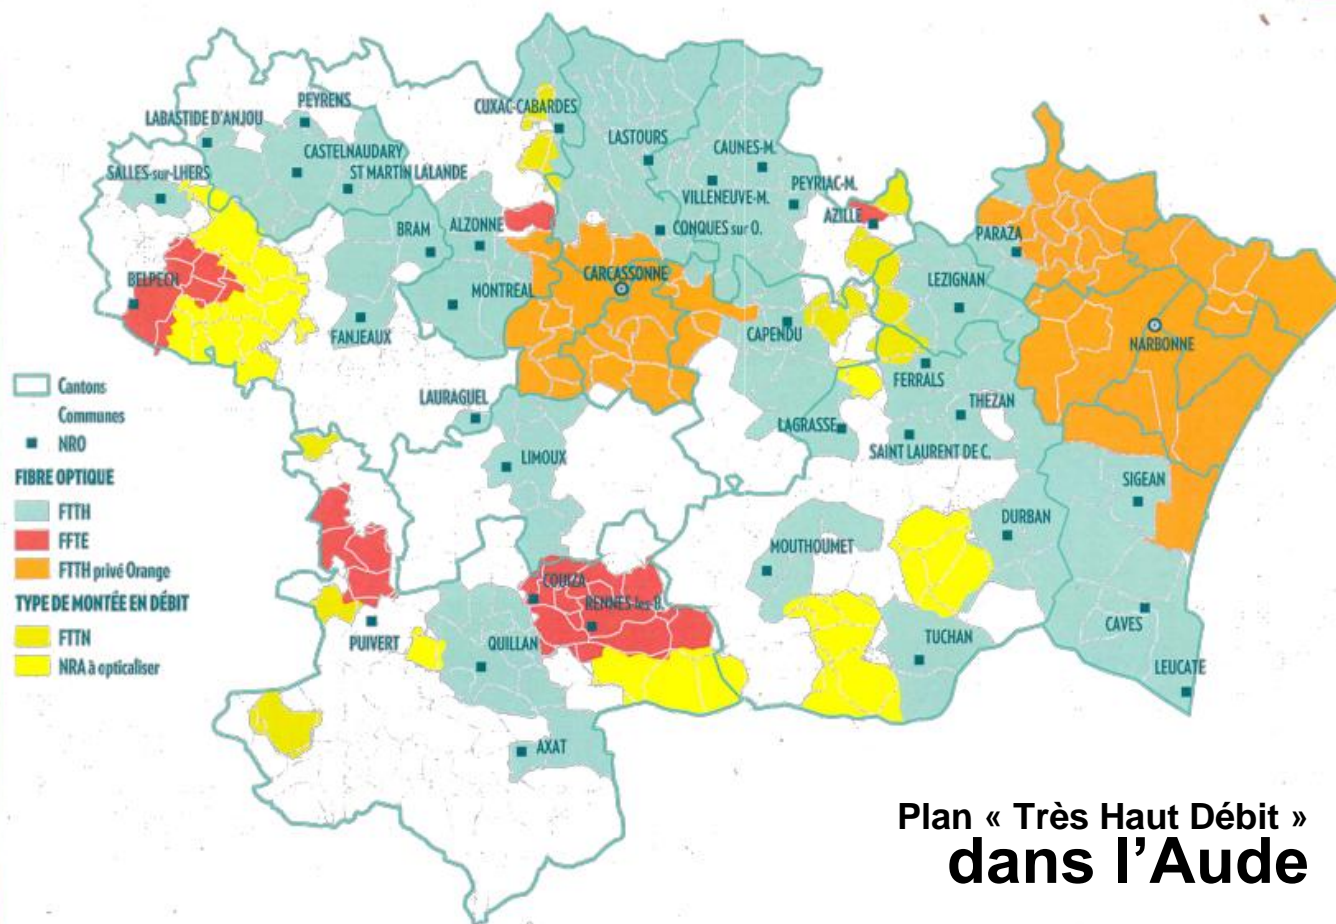 PEYRENS
LABASTIDE D'ANJOU
CUXAC-CABARDES
LASTOURS
CAUNES-M.
CASTELNAUDARY
SALLES-sur-LHERS
ST MARTIN LALANDE
PEYRIAC-M.
VILLENEUVE-M.
AZILLE
BRAM
ALZONNE
CONQUES sur O.
PARAZA
BELPECH
CARCASSONNE
LEZIGNAN
MONTREAL
FANJEAUX
CAPENDU
NARBONNE
FERRALS
LAURAGUEL
THEZAN
LAGRASSE
SAINT LAURENT DE C.
LIMOUX
SIGEAN
DURBAN
MOUTHOUMET
COUIZA
RENNES les B.
PUIVERT
QUILLAN
TUCHAN
CAVES
LEUCATE
AXAT
Cantons
Communes
NRO
FIBRE OPTIQUE
FTTH
FFTE
FTTH privé Orange
TYPE DE MONTÉE EN DÉBIT
FTTN
NRA à opticaliser
Plan « Très Haut Débit »
dans l'Aude